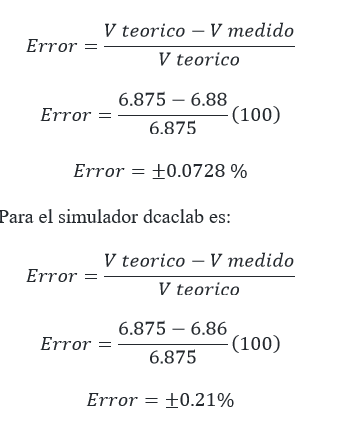 Error = (V teorico − V medido) / (V teorico)
Error = (6.875 − 6.88) / (6.875) (100)
Error = ±0.0728 %
Para el simulador dcaclab es:
Error = (V teorico − V medido) / (V teorico)
Error = (6.875 − 6.86) / (6.875) (100)
Error = ±0.21%